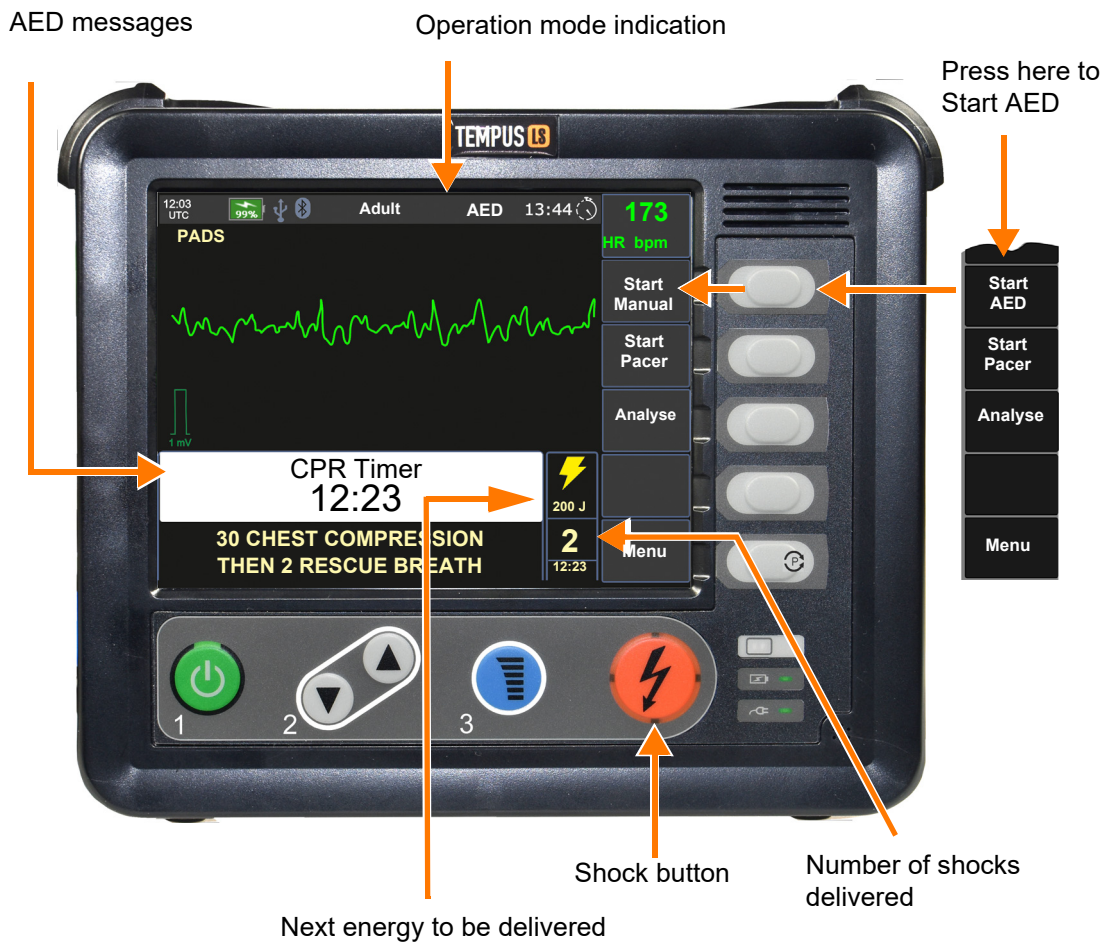 AED messages
Operation mode indication
Press here to
Start AED
TEMPUS LS
12:03
UTC
99%
Adult
AED
13:44
173
HR bpm
PADS
Start
Manual
Start
Pacer
Analyse
Menu
1 mV
CPR Timer
12:23
200 J
30 CHEST COMPRESSION
THEN 2 RESCUE BREATH
2
12:23
P
Start
AED
Start
Pacer
Analyse
Menu
1
2
3
Shock button
Number of shocks
delivered
Next energy to be delivered